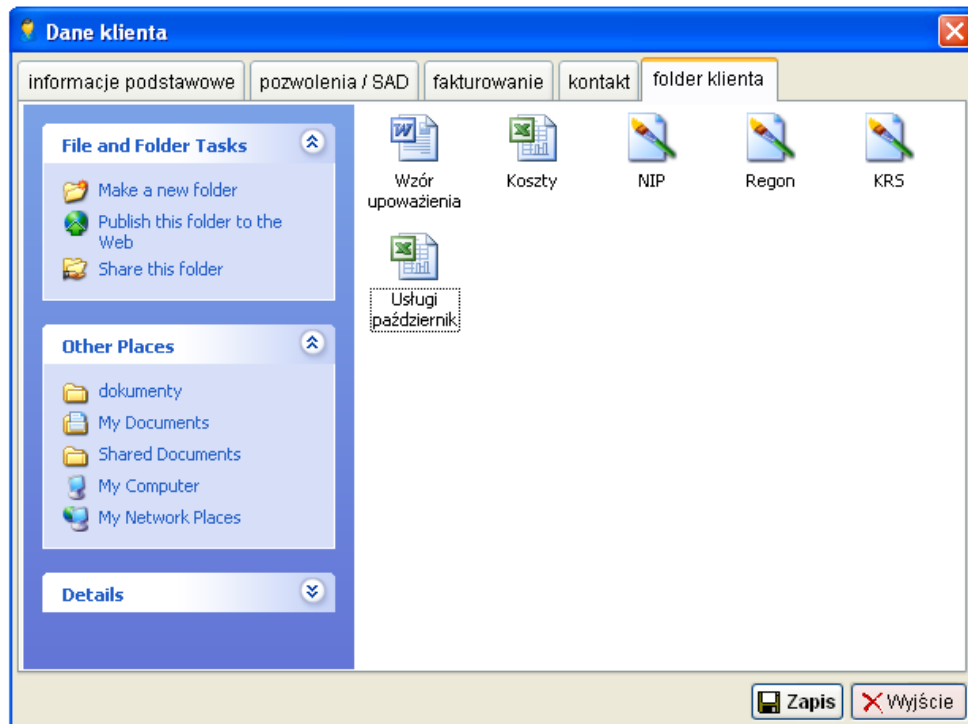 Dane klienta
informacje podstawowe pozwolenia / SAD fakturowanie kontakt folder klienta
File and Folder Tasks
Make a new folder
Publish this folder to the
Web
Share this folder
Other Places
dokumenty
My Documents
Shared Documents
My Computer
My Network Places
Details
Wzór
upoważienia
Koszty
NIP
Regon
KRS
Usługi
październik
Zapis
Wyjście